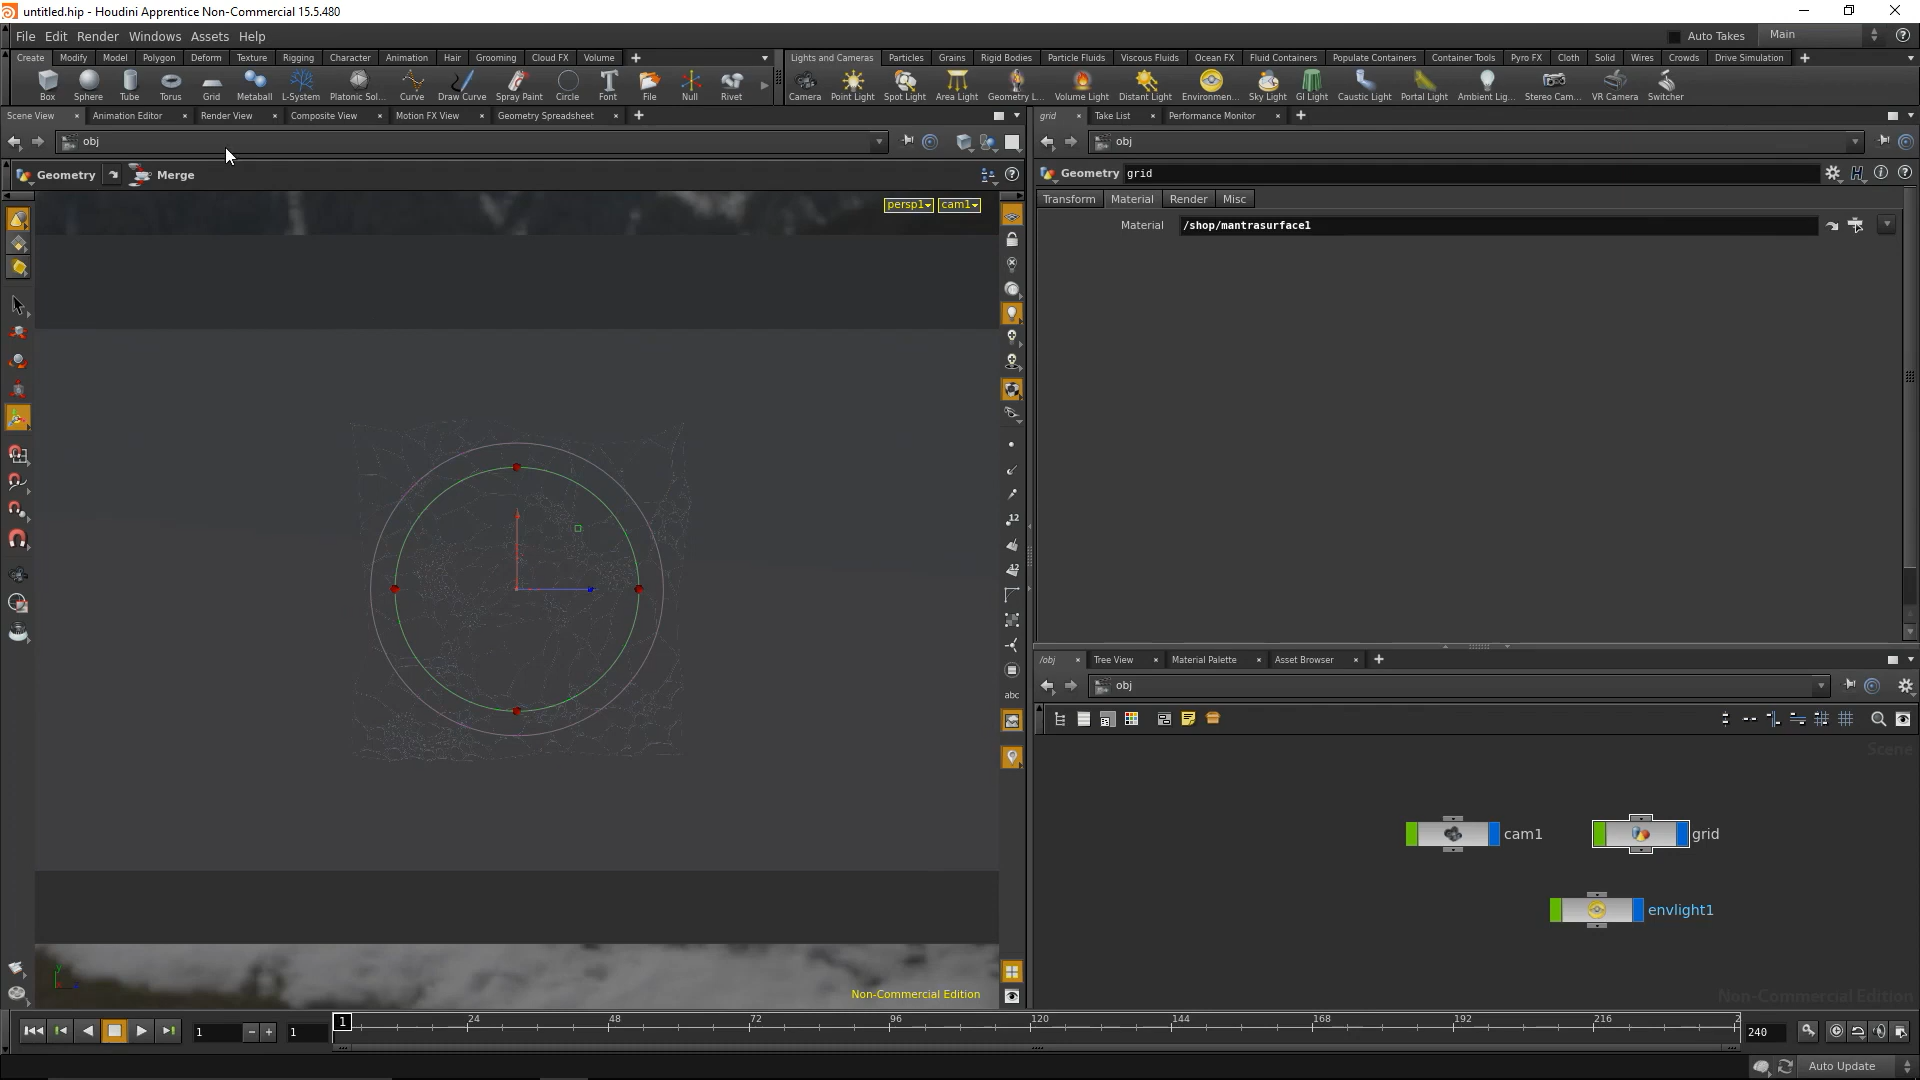 untitled.hip - Houdini Apprentice Non-Commercial 15.5.480
File Edit Render Windows Assets Help
Auto Takes Main
Create Modify Model Polygon Deform Texture Rigging Character Animation Hair Grooming Cloud FX Volume
Lights and Cameras Particles Grains Rigid Bodies Particle Fluids Viscous Fluids Ocean FX Fluid Containers Populate Containers Container Tools Pyro FX Cloth Solid Wires Crowds Drive Simulation
Box Sphere Tube Torus Grid Metaball L-System Platonic Sol... Curve Draw Curve Spray Paint Circle Font File Null Rivet
Camera Point Light Spot Light Area Light Geometry L... Volume Light Distant Light Environmen... Sky Light GI Light Caustic Light Portal Light Ambient Lig... Stereo Cam... VR Camera Switcher
Scene View Animation Editor Render View Composite View Motion FX View Geometry Spreadsheet
grid Take List Performance Monitor
obj
obj
Geometry Merge
Geometry grid
Transform Material Render Misc
persp1 cam1
Material /shop/mantrasurface1
12
12
abc
/obj Tree View Material Palette Asset Browser
obj
Scene
cam1
grid
envlight1
y
Non-Commercial Edition
Non-Commercial Edition
1 1 1 24 48 72 96 120 144 168 192 216 2 240
Auto Update